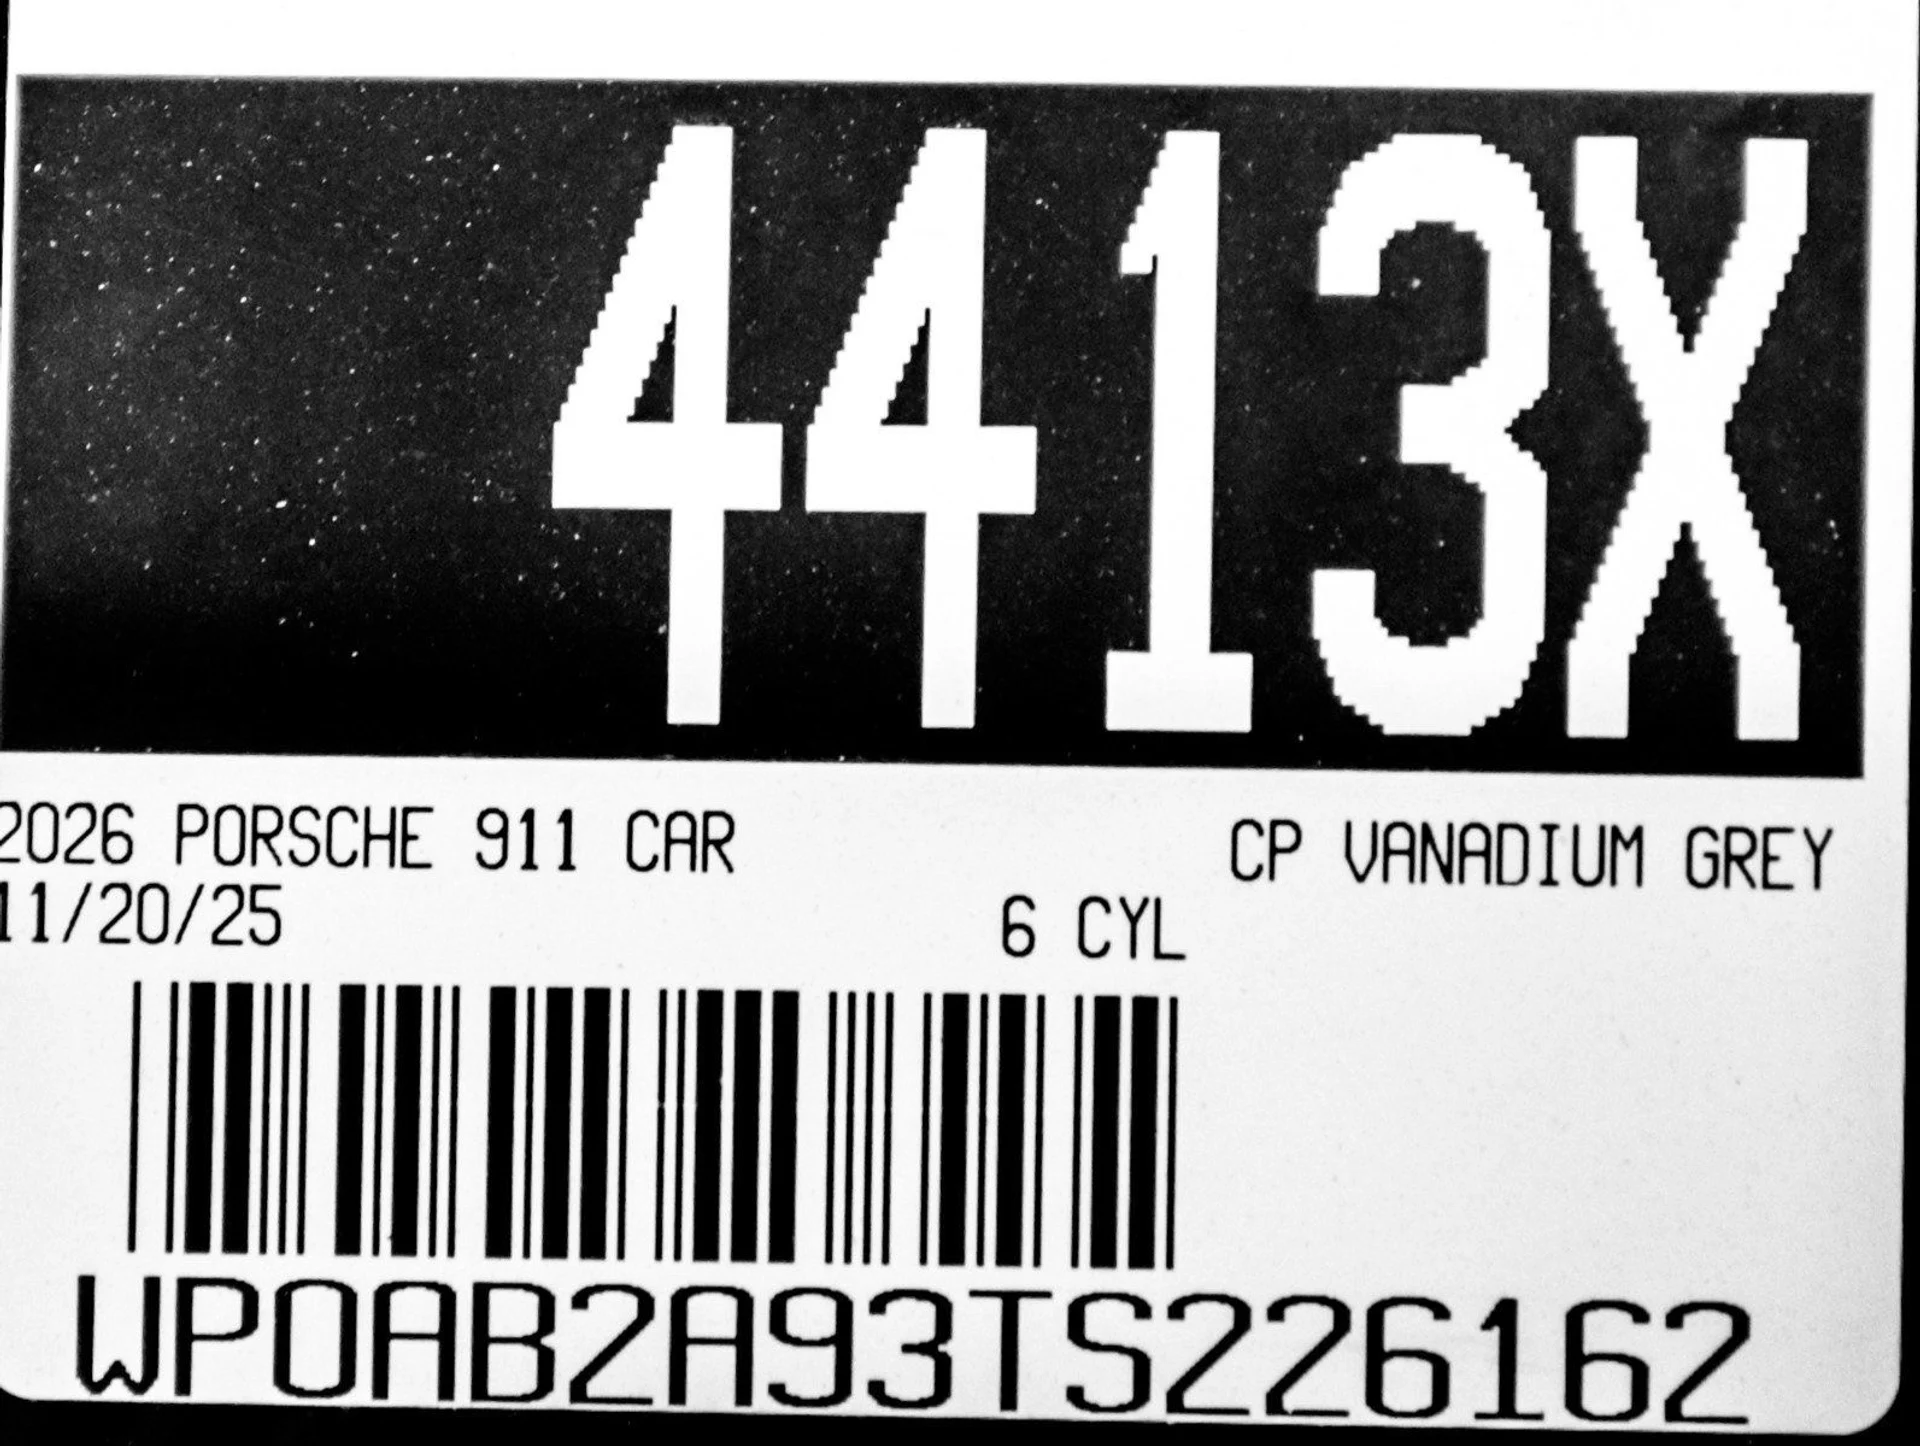 4413X
2026 PORSCHE 911 CAR CP VANADIUM GREY
11/20/25 6 CYL
WP0AB2A93TS226162